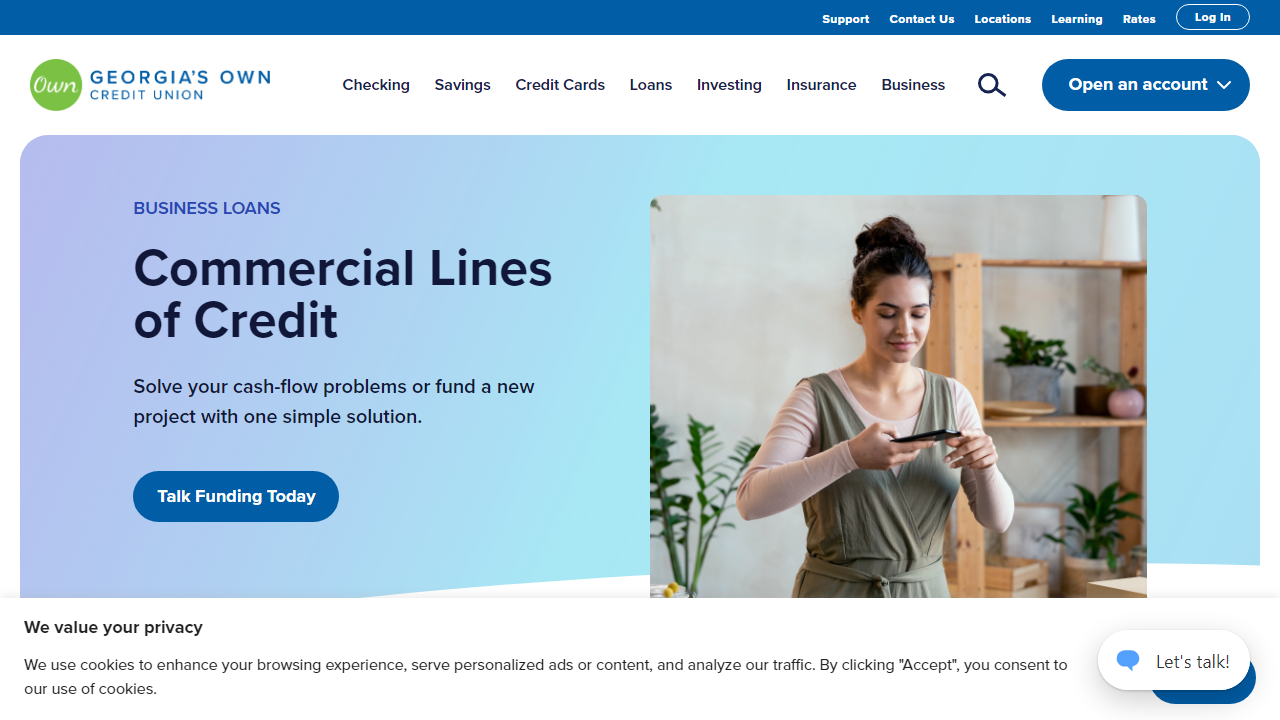 Support Contact Us Locations Learning Rates Log In
Own GEORGIA'S OWN
CREDIT UNION
Checking Savings Credit Cards Loans Investing Insurance Business Open an account
BUSINESS LOANS
Commercial Lines
of Credit
Solve your cash-flow problems or fund a new
project with one simple solution.
Talk Funding Today
We value your privacy
We use cookies to enhance your browsing experience, serve personalized ads or content, and analyze our traffic. By clicking "Accept", you consent to
our use of cookies.
Let's talk!